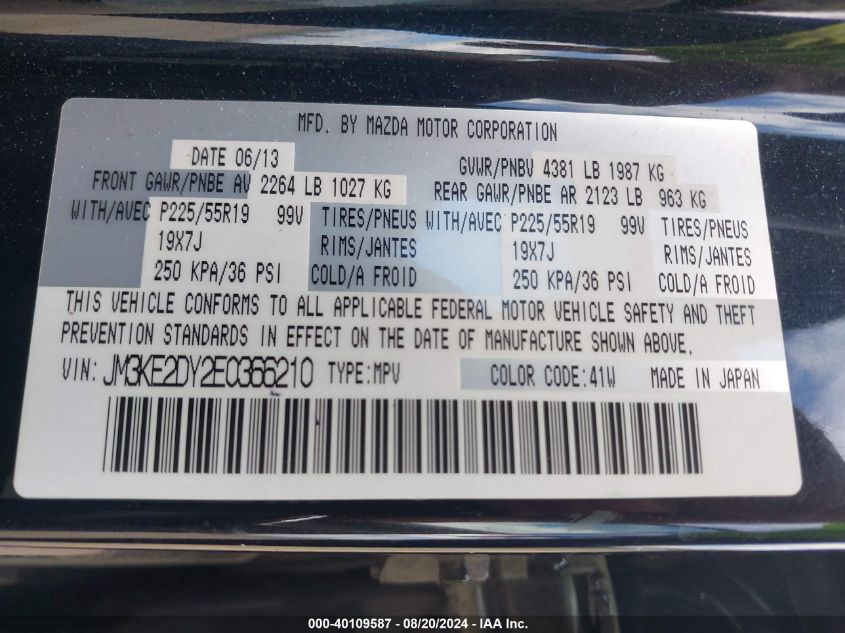 MFD. BY MAZDA MOTOR CORPORATION
DATE 06/13 GVWR/PNBV 4381 LB 1987 KG
FRONT GAWR/PNBE AV 2264 LB 1027 KG REAR GAWR/PNBE AR 2123 LB 963 KG
WITH/AVEC P225/55R19 99V TIRES/PNEUS WITH/AVEC P225/55R19 99V TIRES/PNEUS
19X7J RIMS/JANTES 19X7J RIMS/JANTES
250 KPA/36 PSI COLD/A FROID 250 KPA/36 PSI COLD/A FROID
THIS VEHICLE CONFORMS TO ALL APPLICABLE FEDERAL MOTOR VEHICLE SAFETY AND THEFT
PREVENTION STANDARDS IN EFFECT ON THE DATE OF MANUFACTURE SHOWN ABOVE.
VIN: JM3KE2DY2E0366210 TYPE:MPV COLOR CODE:41W MADE IN JAPAN
000-40109587 - 08/20/2024 - IAA Inc.